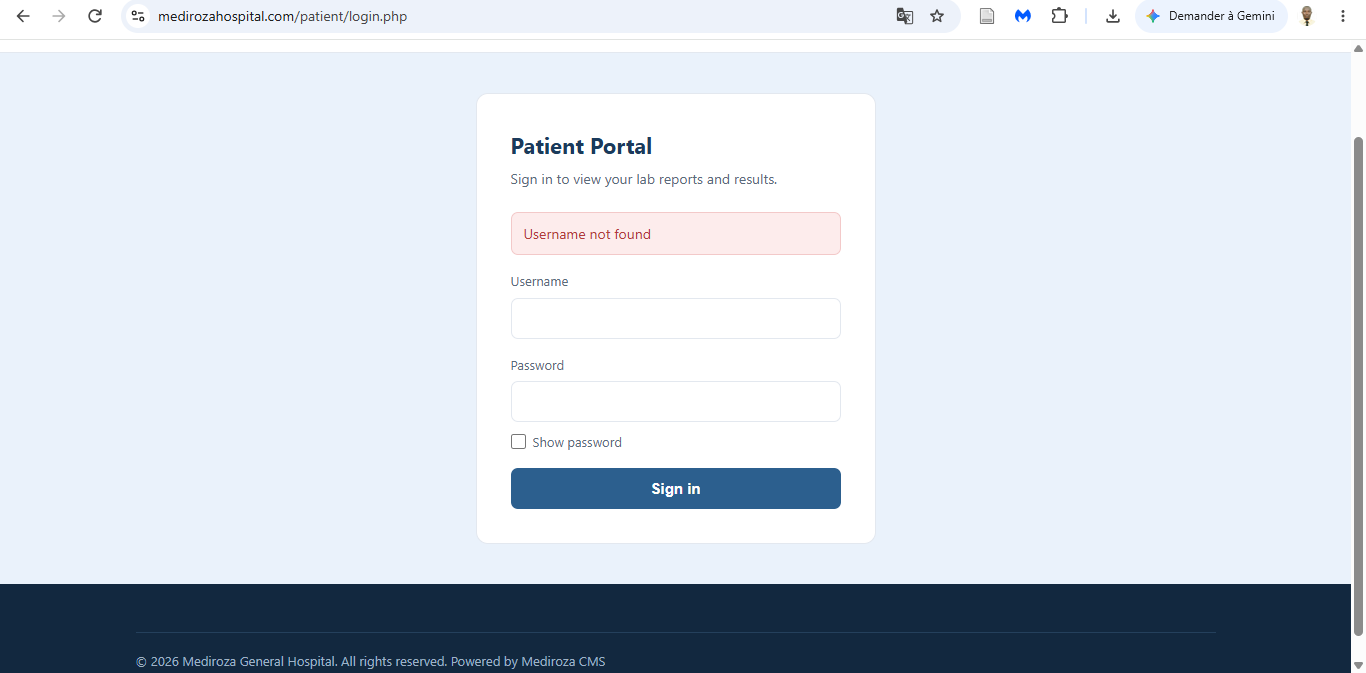 medirozahospital.com/patient/login.php
Demander à Gemini
Patient Portal
Sign in to view your lab reports and results.
Username not found
Username
Password
Show password
Sign in
© 2026 Mediroza General Hospital. All rights reserved. Powered by Mediroza CMS